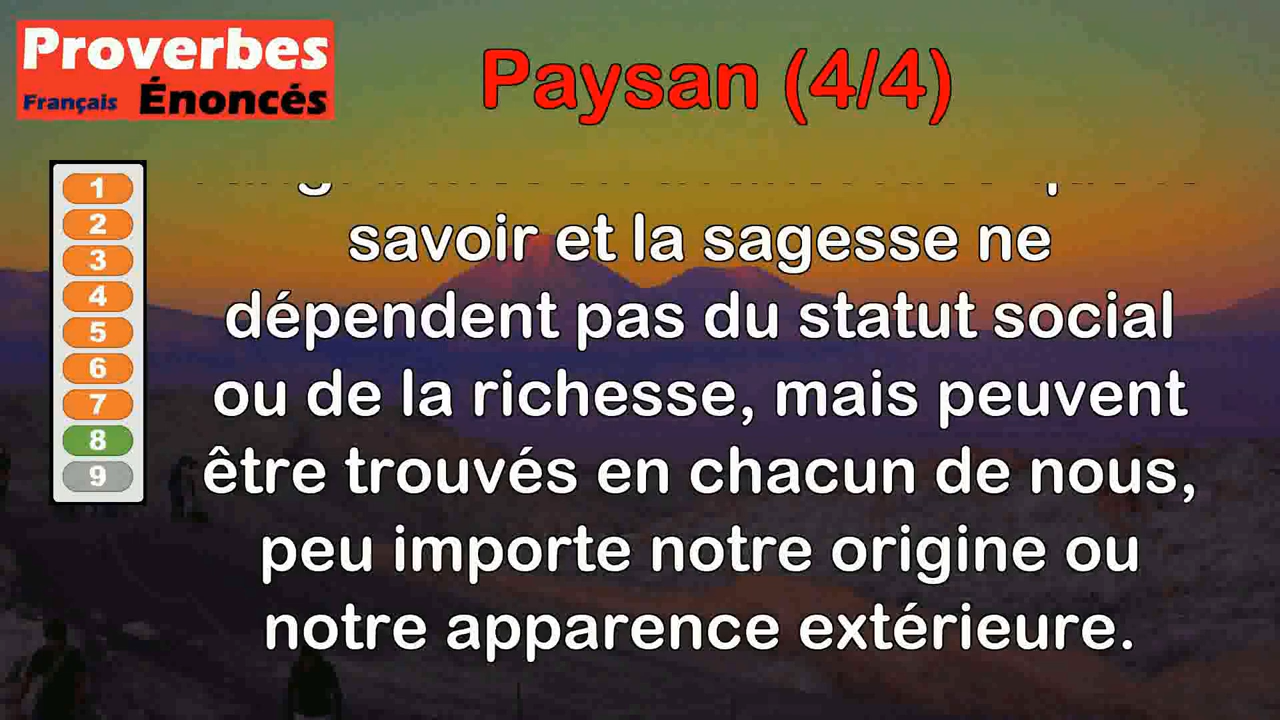 Proverbes
Français Énoncés
Paysan (4/4)
1
2
3
4
5
6
7
8
9
savoir et la sagesse ne
dépendent pas du statut social
ou de la richesse, mais peuvent
être trouvés en chacun de nous,
peu importe notre origine ou
notre apparence extérieure.